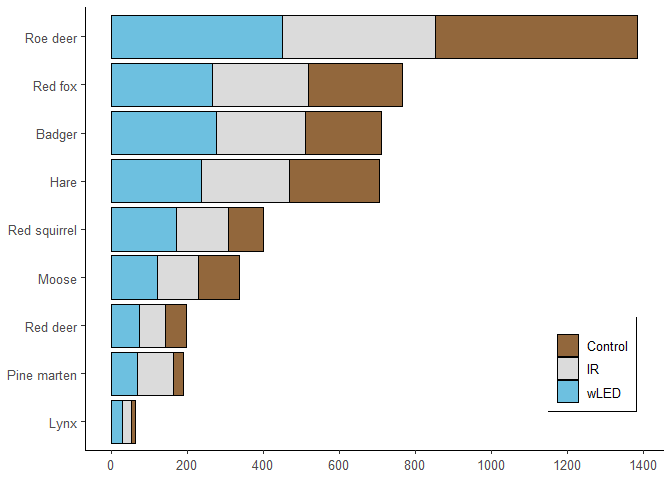 Roe deer
Red fox
Badger
Hare
Red squirrel
Moose
Red deer
Pine marten
Lynx
Control
IR
wLED
0 200 400 600 800 1000 1200 1400